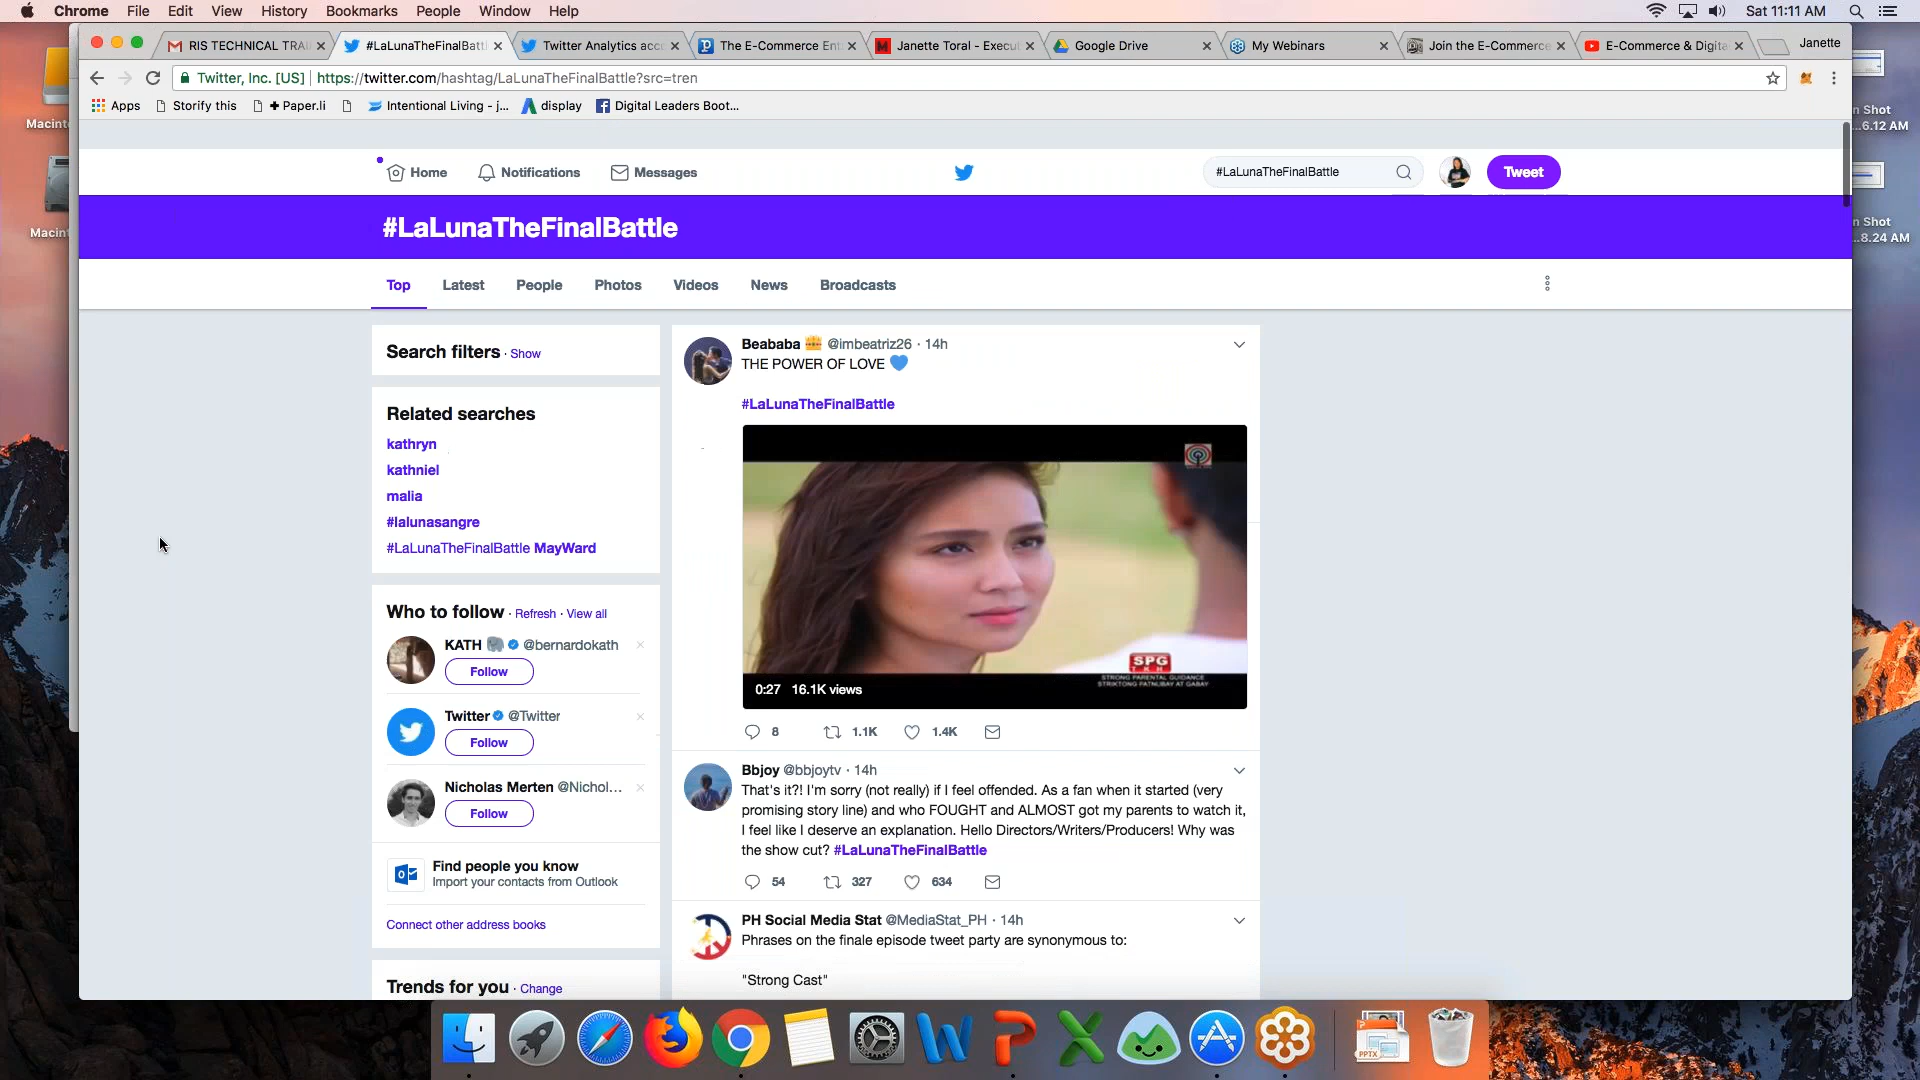 Chrome File Edit View History Bookmarks People Window Help Sat 11:11 AM
RIS TECHNICAL TRAI #LaLunaTheFinalBattl Twitter Analytics acc The E-Commerce Ent Janette Toral - Execu Google Drive My Webinars Join the E-Commerce E-Commerce & Digita Janette
Twitter, Inc. [US] https://twitter.com/hashtag/LaLunaTheFinalBattle?src=tren
Apps Storify this + Paper.li Intentional Living - j... display Digital Leaders Boot...
Macint
n Shot
...6.12 AM
Macint
n Shot
...8.24 AM
Home Notifications Messages #LaLunaTheFinalBattle Tweet
#LaLunaTheFinalBattle
Top Latest People Photos Videos News Broadcasts
Search filters · Show
Related searches
kathryn
kathniel
malia
#lalunasangre
#LaLunaTheFinalBattle MayWard
Who to follow · Refresh · View all
KATH @bernardokath
Follow
Twitter @Twitter
Follow
Nicholas Merten @Nichol...
Follow
Find people you know
Import your contacts from Outlook
Connect other address books
Trends for you · Change
Beababa @imbeatriz26 · 14h
THE POWER OF LOVE
#LaLunaTheFinalBattle
SPG
STRONG PARENTAL GUIDANCE
STRIKTONG PATNUBAY AT GABAY
0:27 16.1K views
8 1.1K 1.4K
Bbjoy @bbjoytv · 14h
That's it?! I'm sorry (not really) if I feel offended. As a fan when it started (very
promising story line) and who FOUGHT and ALMOST got my parents to watch it,
I feel like I deserve an explanation. Hello Directors/Writers/Producers! Why was
the show cut? #LaLunaTheFinalBattle
54 327 634
PH Social Media Stat @MediaStat_PH · 14h
Phrases on the finale episode tweet party are synonymous to:
"Strong Cast"
PPTX